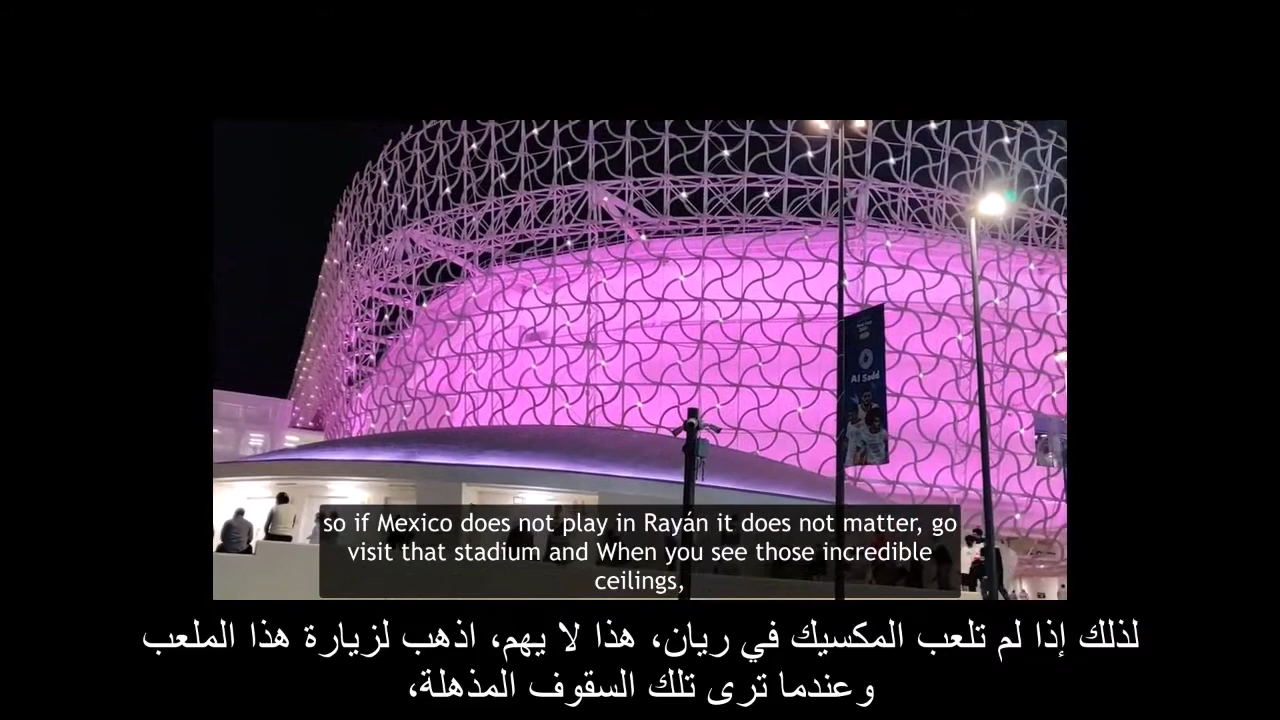 Al Sadd
so if Mexico does not play in Rayán it does not matter, go
visit that stadium and When you see those incredible
ceilings,
لذلك إذا لم تلعب المكسيك في ريان، هذا لا يهم، اذهب لزيارة هذا الملعب
وعندما ترى تلك السقوف المذهلة،